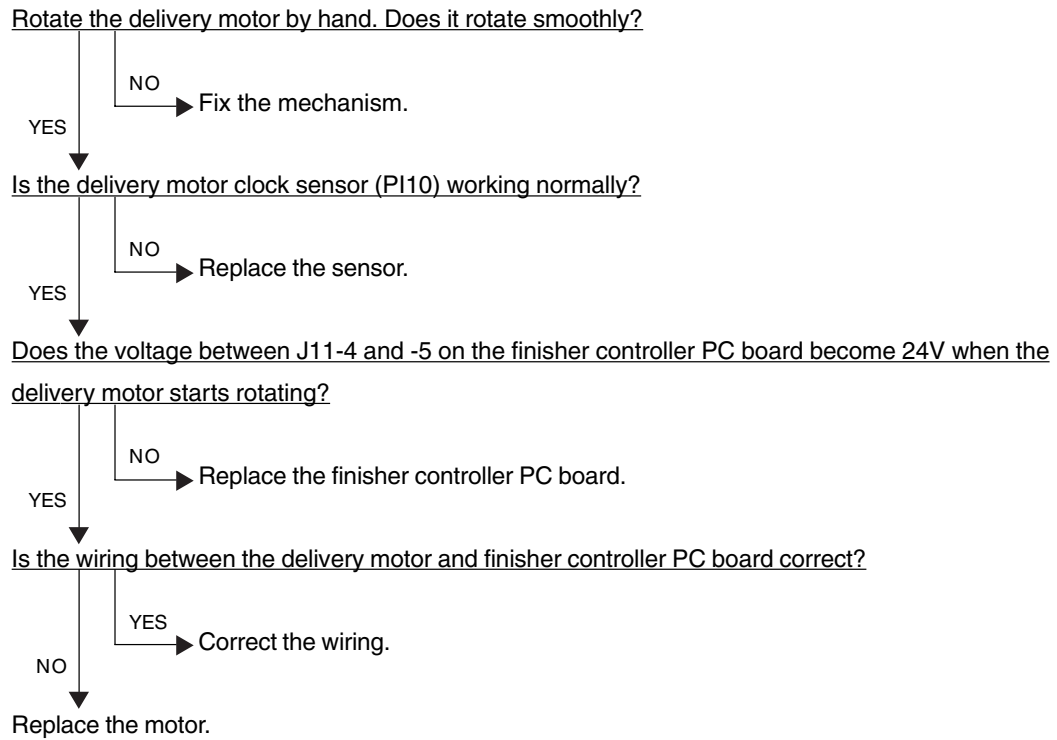 Rotate the delivery motor by hand. Does it rotate smoothly?
NO
Fix the mechanism.
YES
Is the delivery motor clock sensor (PI10) working normally?
NO
Replace the sensor.
YES
Does the voltage between J11-4 and -5 on the finisher controller PC board become 24V when the
delivery motor starts rotating?
NO
Replace the finisher controller PC board.
YES
Is the wiring between the delivery motor and finisher controller PC board correct?
YES
Correct the wiring.
NO
Replace the motor.